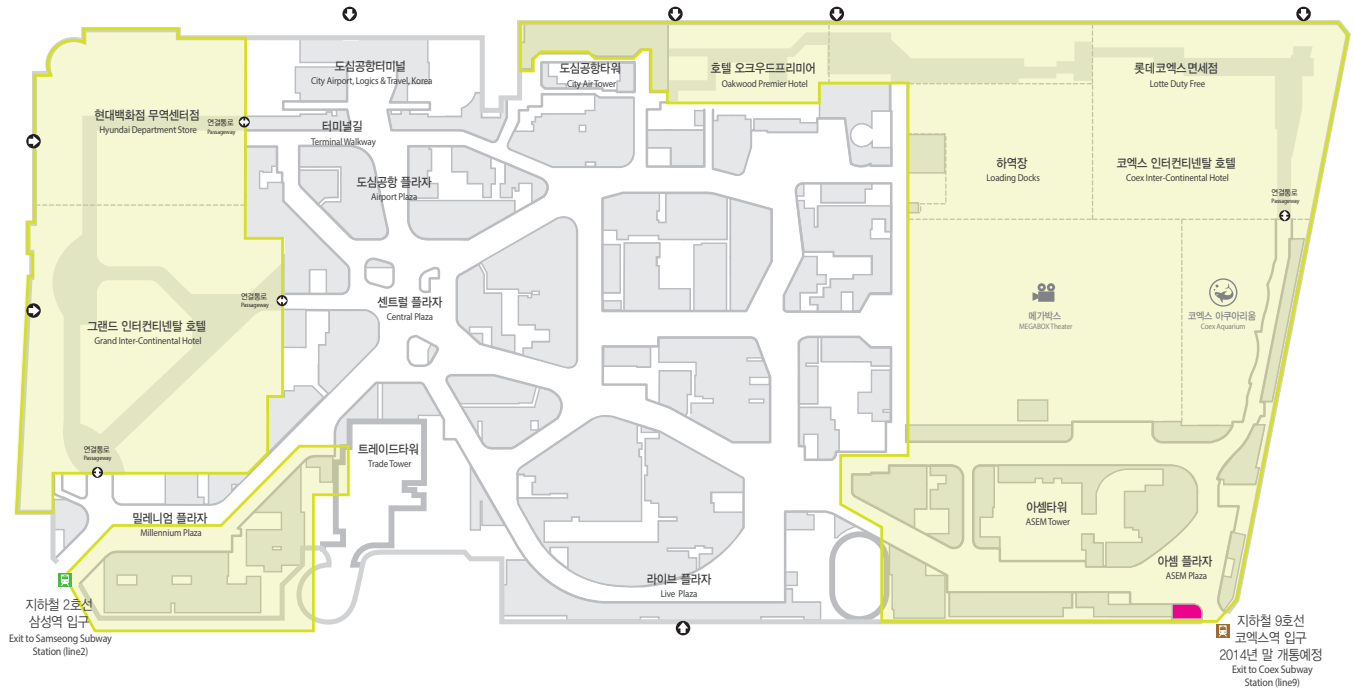 도심공항터미널
City Airport, Logics & Travel, Korea
도심공항타워
City Air Tower
호텔 오크우드프리미어
Oakwood Premier Hotel
롯데코엑스면세점
Lotte Duty Free
현대백화점 무역센터점
Hyundai Department Store
연결통로
Passageway
터미널길
Terminal Walkway
하역장
Loading Docks
코엑스 인터컨티넨탈 호텔
Coex Inter-Continental Hotel
도심공항 플라자
Airport Plaza
연결통로
Passageway
연결통로
Passageway
센트럴 플라자
Central Plaza
메가박스
MEGABOX Theater
코엑스 아쿠아리움
Coex Aquarium
그랜드 인터컨티넨탈 호텔
Grand Inter-Continental Hotel
연결통로
Passageway
트레이드타워
Trade Tower
밀레니엄 플라자
Millennium Plaza
아셈타워
ASEM Tower
아셈 플라자
ASEM Plaza
라이브 플라자
Live Plaza
지하철 2호선
삼성역 입구
Exit to Samseong Subway
Station (line2)
지하철 9호선
코엑스역 입구
2014년 말 개통예정
Exit to Coex Subway
Station (line9)